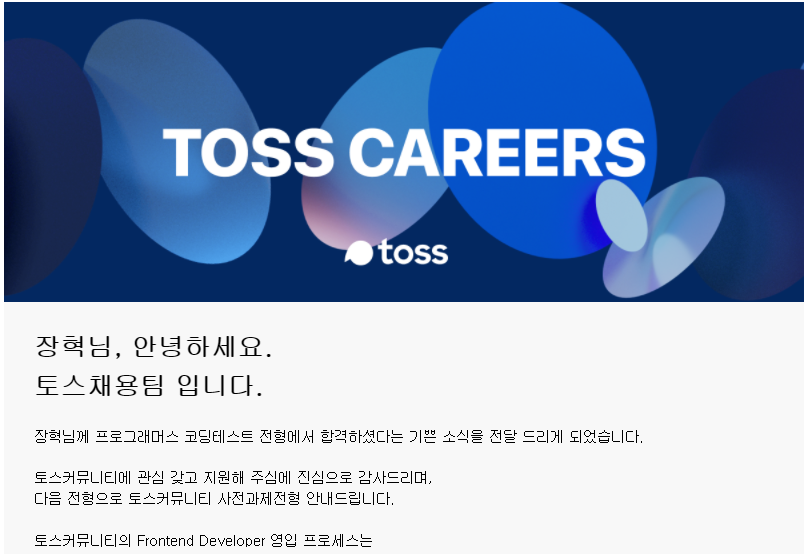 TOSS CAREERS
toss
장혁님, 안녕하세요.
토스채용팀 입니다.
장혁님께 프로그래머스 코딩테스트 전형에서 합격하셨다는 기쁜 소식을 전달 드리게 되었습니다.
토스커뮤니티에 관심 갖고 지원해 주심에 진심으로 감사드리며,
다음 전형으로 토스커뮤니티 사전과제전형 안내드립니다.
토스커뮤니티의 Frontend Developer 영입 프로세스는